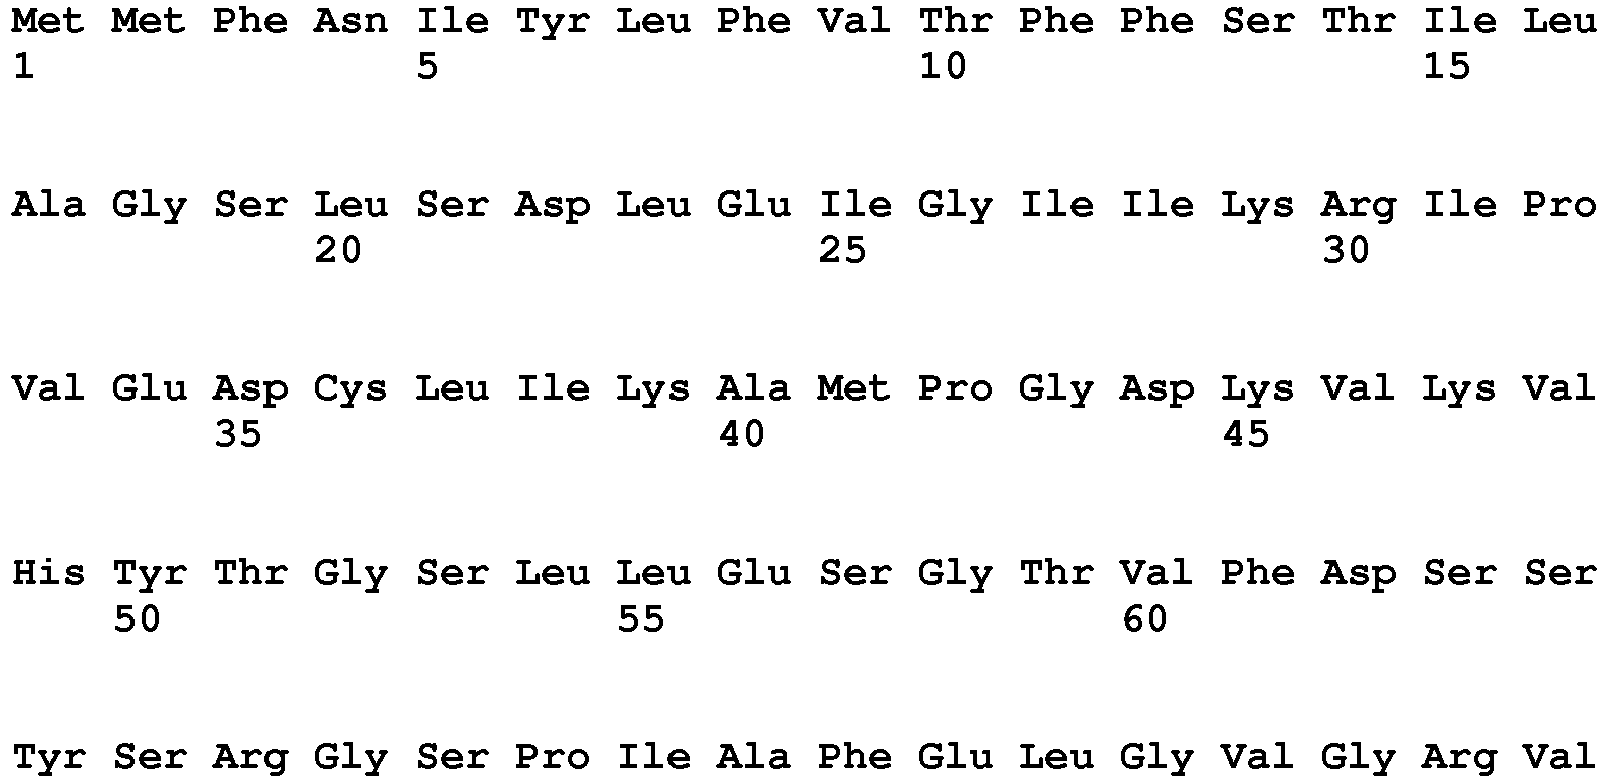 Met Met Phe Asn Ile Tyr Leu Phe Val Thr Phe Phe Ser Thr Ile Leu
1 5 10 15
Ala Gly Ser Leu Ser Asp Leu Glu Ile Gly Ile Ile Lys Arg Ile Pro
20 25 30
Val Glu Asp Cys Leu Ile Lys Ala Met Pro Gly Asp Lys Val Lys Val
35 40 45
His Tyr Thr Gly Ser Leu Leu Glu Ser Gly Thr Val Phe Asp Ser Ser
50 55 60
Tyr Ser Arg Gly Ser Pro Ile Ala Phe Glu Leu Gly Val Gly Arg Val